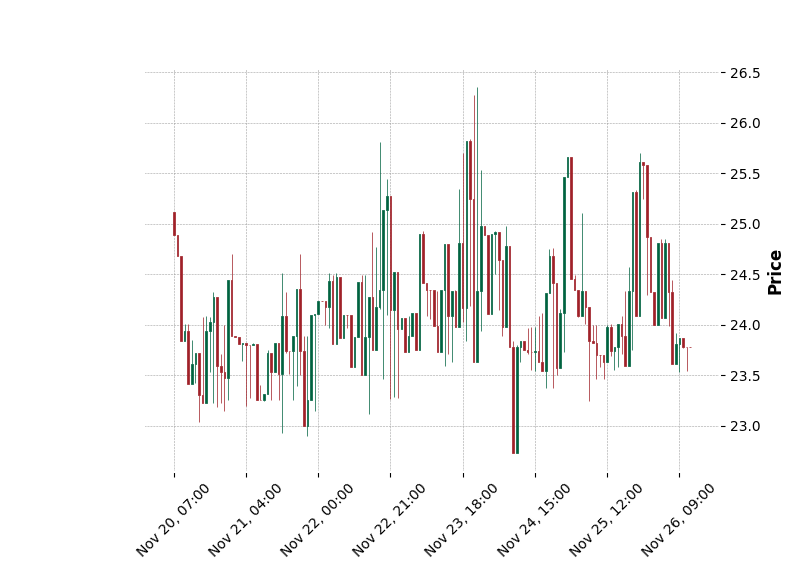 26.5
26.0
25.5
25.0
24.5
24.0
23.5
23.0
Price
Nov 20, 07:00
Nov 21, 04:00
Nov 22, 00:00
Nov 22, 21:00
Nov 23, 18:00
Nov 24, 15:00
Nov 25, 12:00
Nov 26, 09:00